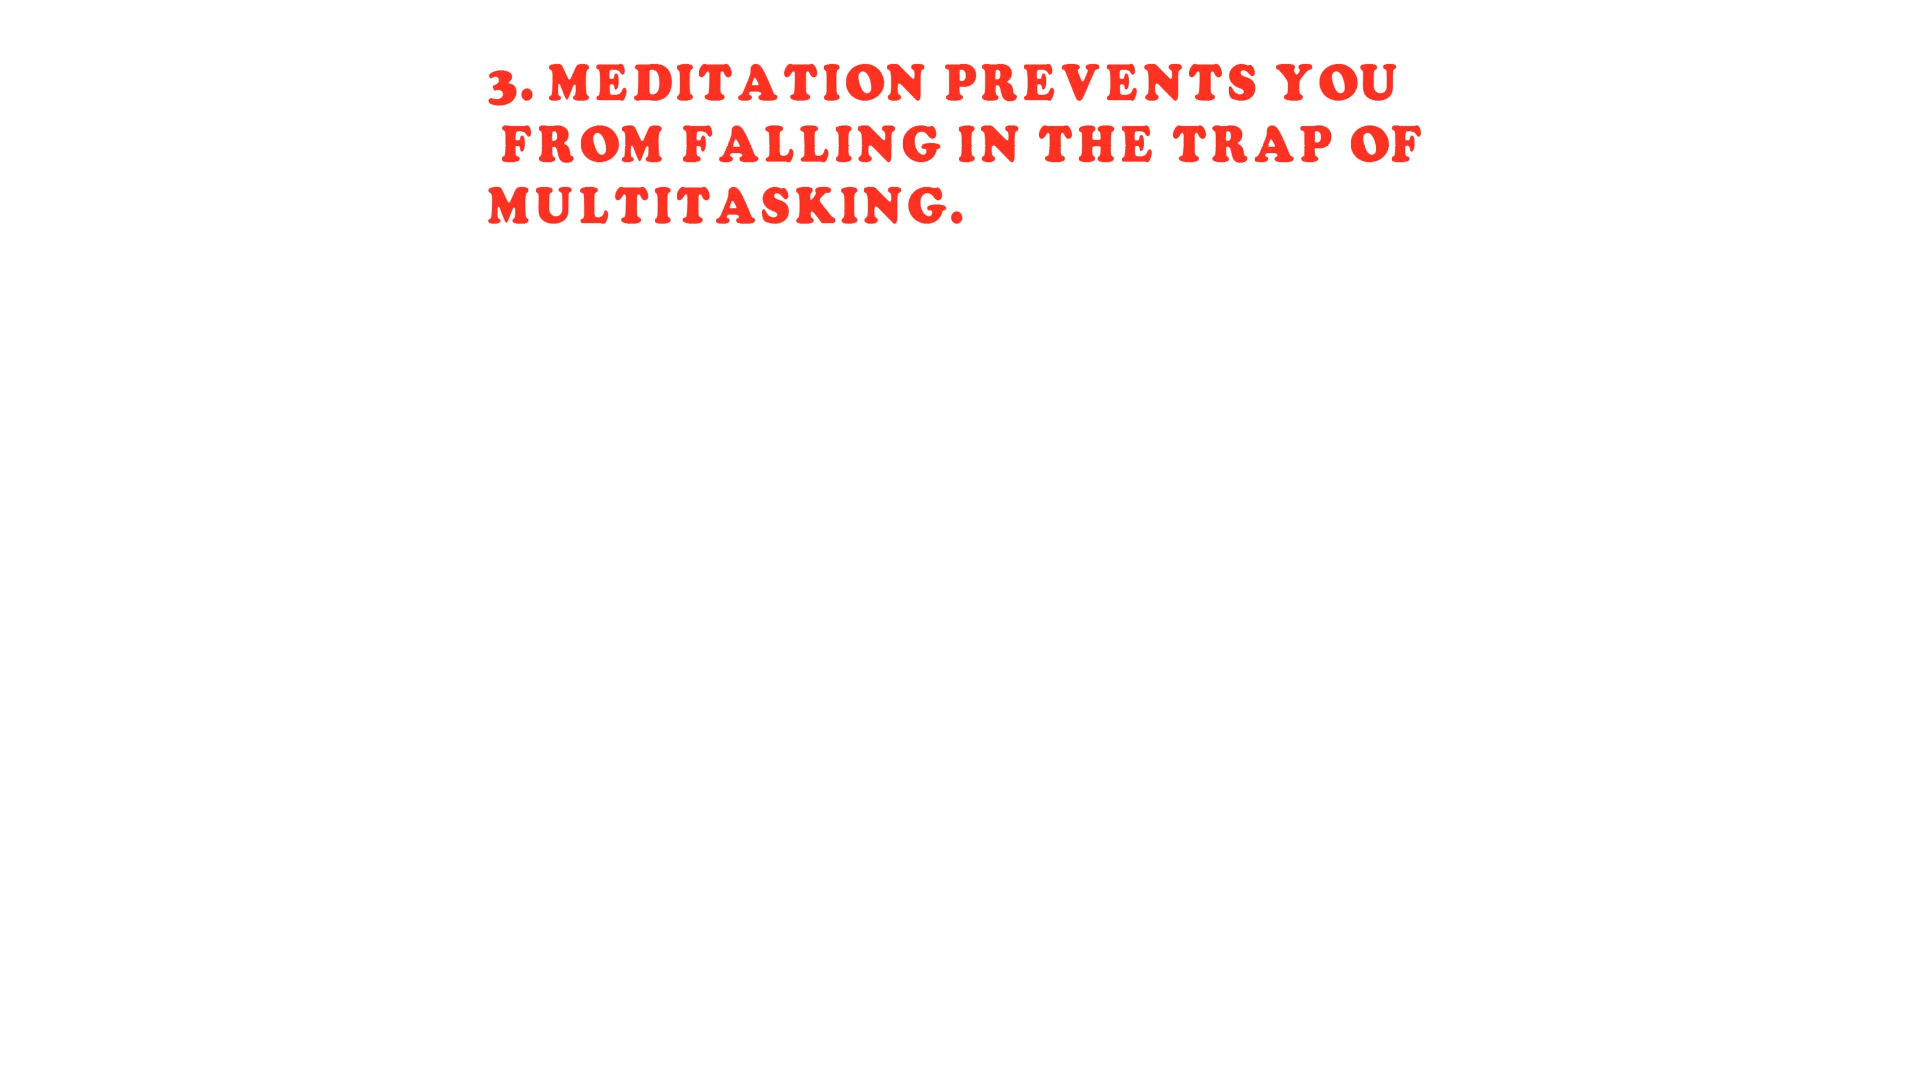 3. MEDITATION PREVENTS YOU
FROM FALLING IN THE TRAP OF
MULTITASKING.